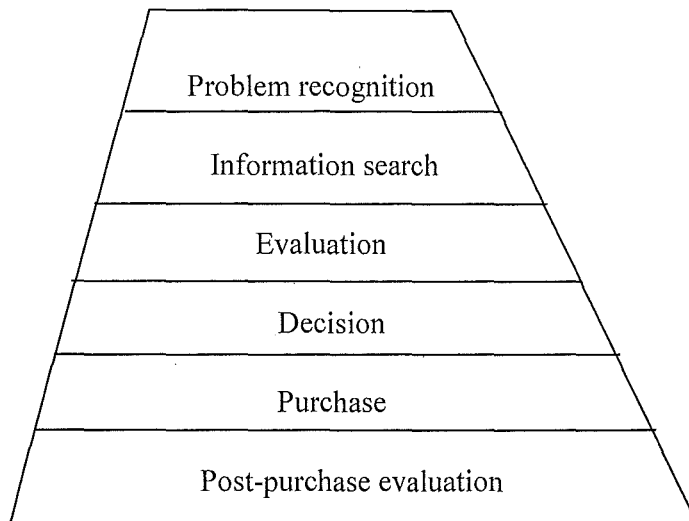 Problem recognition
Information search
Evaluation
Decision
Purchase
Post-purchase evaluation